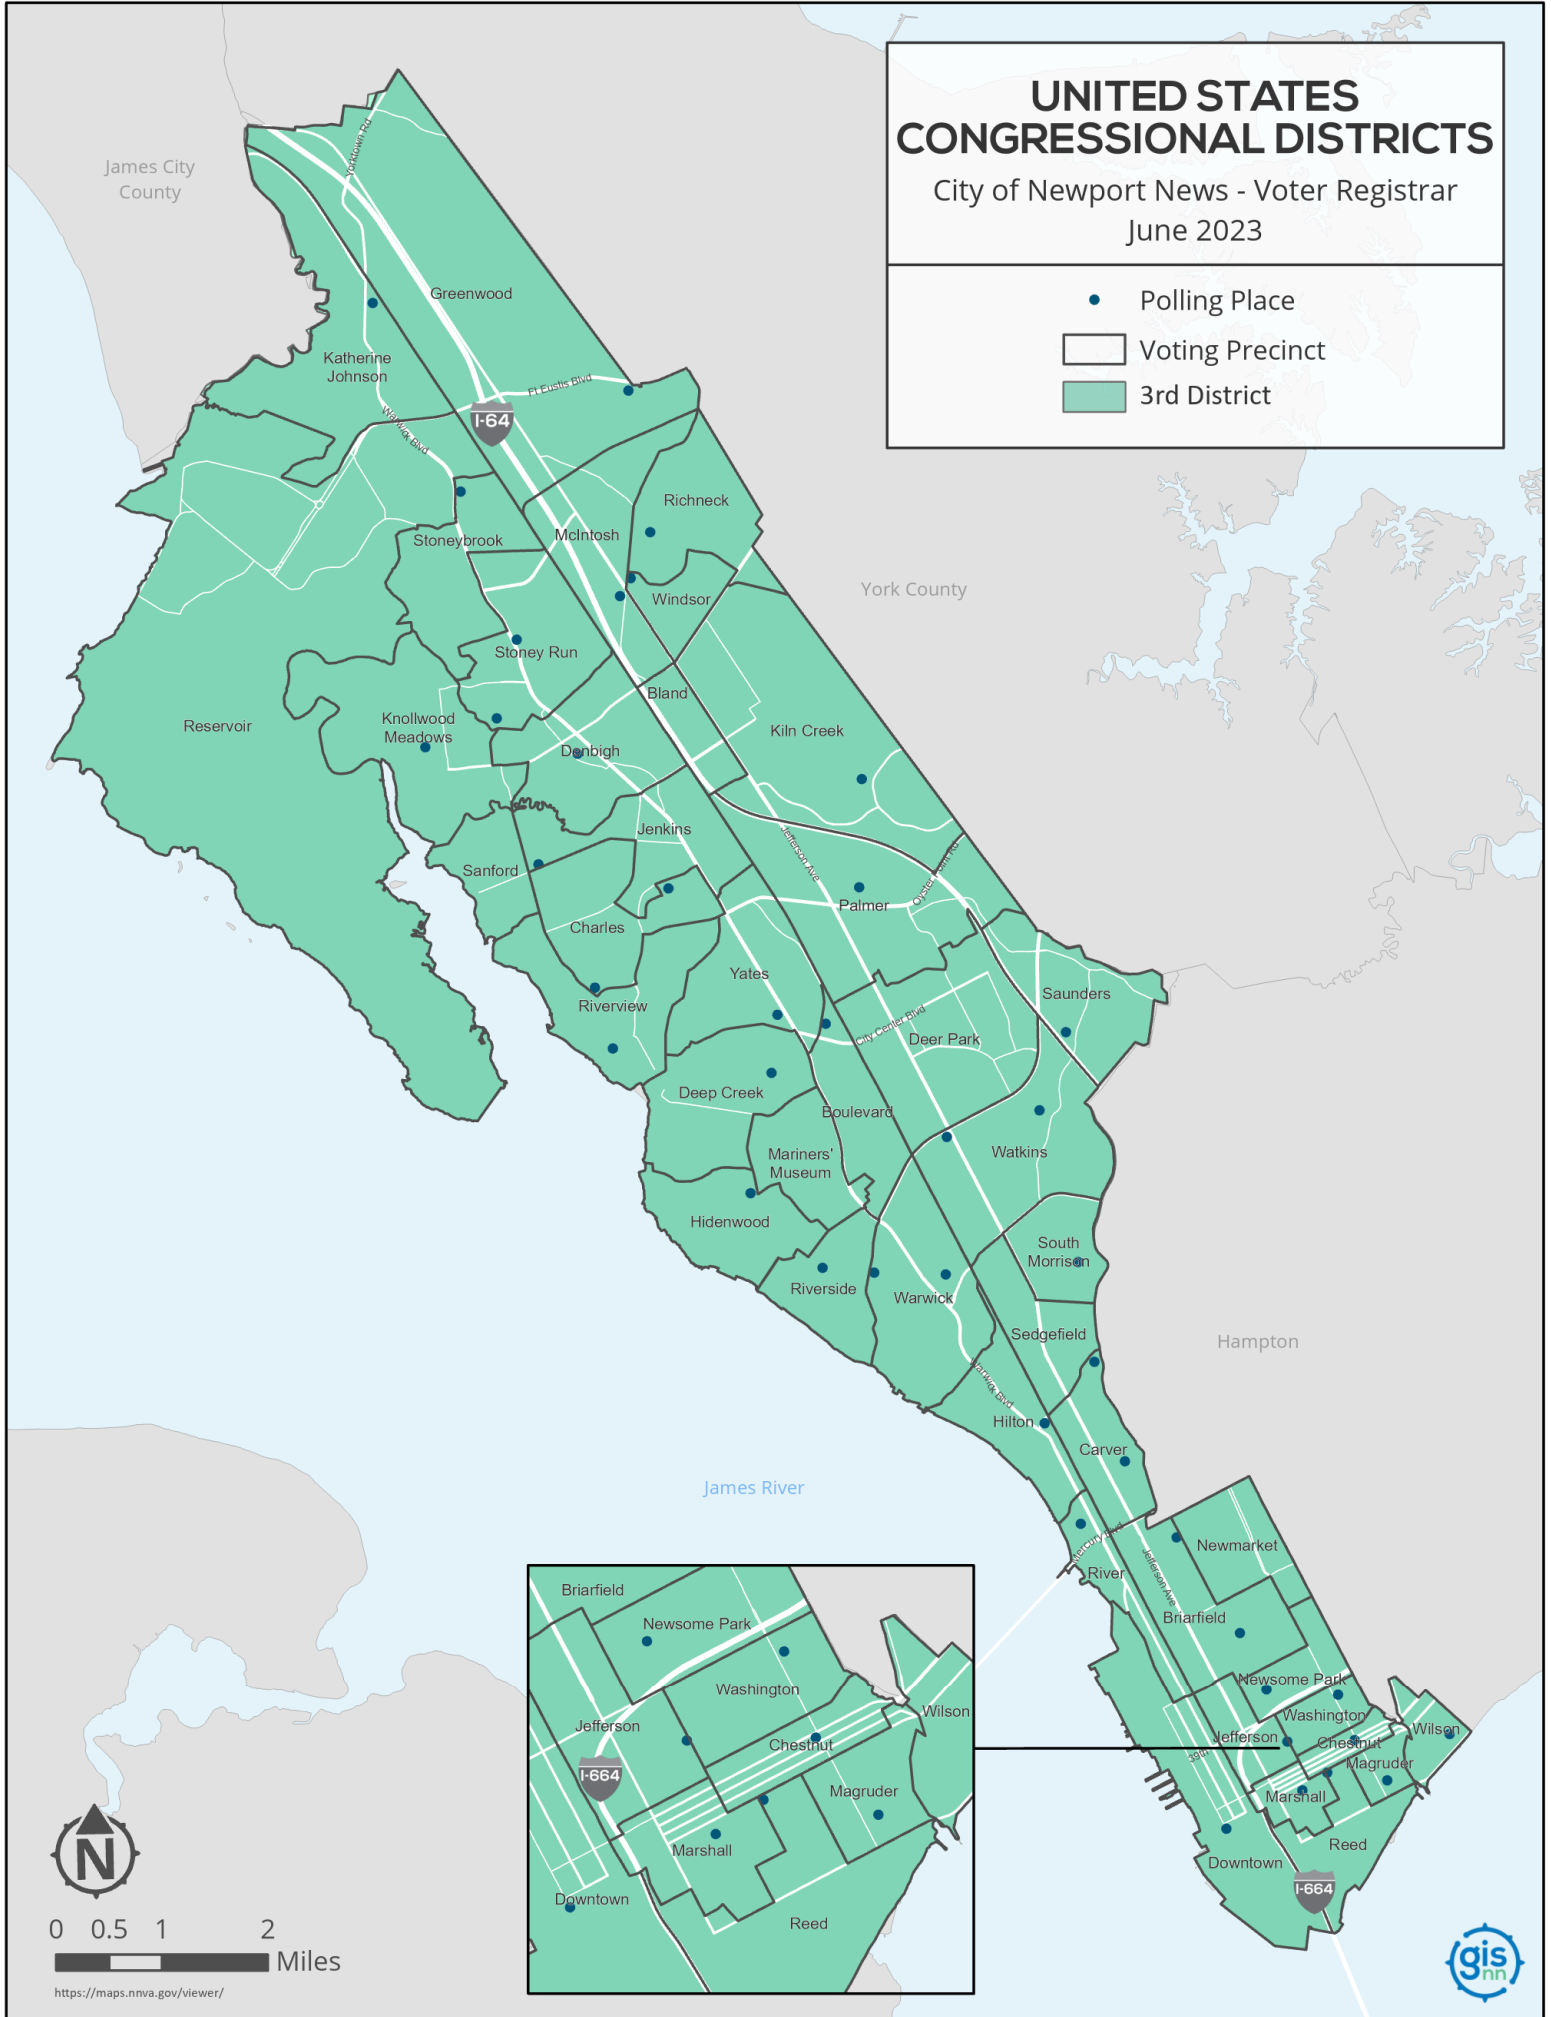 UNITED STATES
CONGRESSIONAL DISTRICTS
City of Newport News - Voter Registrar
June 2023
Polling Place
Voting Precinct
3rd District
James City
County
Yorktown Rd
Greenwood
Katherine
Johnson
Ft Eustis Blvd
Warwick Blvd
I-64
Richneck
McIntosh
Stoneybrook
York County
Windsor
Stoney Run
Bland
Reservoir
Knollwood
Meadows
Kiln Creek
Denbigh
Jenkins
Jefferson Ave
Oyster Point Rd
Sanford
Palmer
Charles
Yates
Saunders
Riverview
City Center Blvd
Deer Park
Deep Creek
Boulevard
Mariners'
Museum
Watkins
Hidenwood
South
Morrison
Riverside
Warwick
Sedgefield
Hampton
Warwick Blvd
Hilton
Carver
James River
Mercury Blvd
Newmarket
Jefferson Ave
River
Briarfield
Newsome Park
Washington
Jefferson
Wilson
Chestnut
39th
Magruder
Marshall
Reed
Downtown
I-664
Briarfield
Newsome Park
Washington
Wilson
Jefferson
Chestnut
I-664
Magruder
Marshall
Downtown
Reed
N
0 0.5 1 2
Miles
https://maps.nnva.gov/viewer/
gis
nn